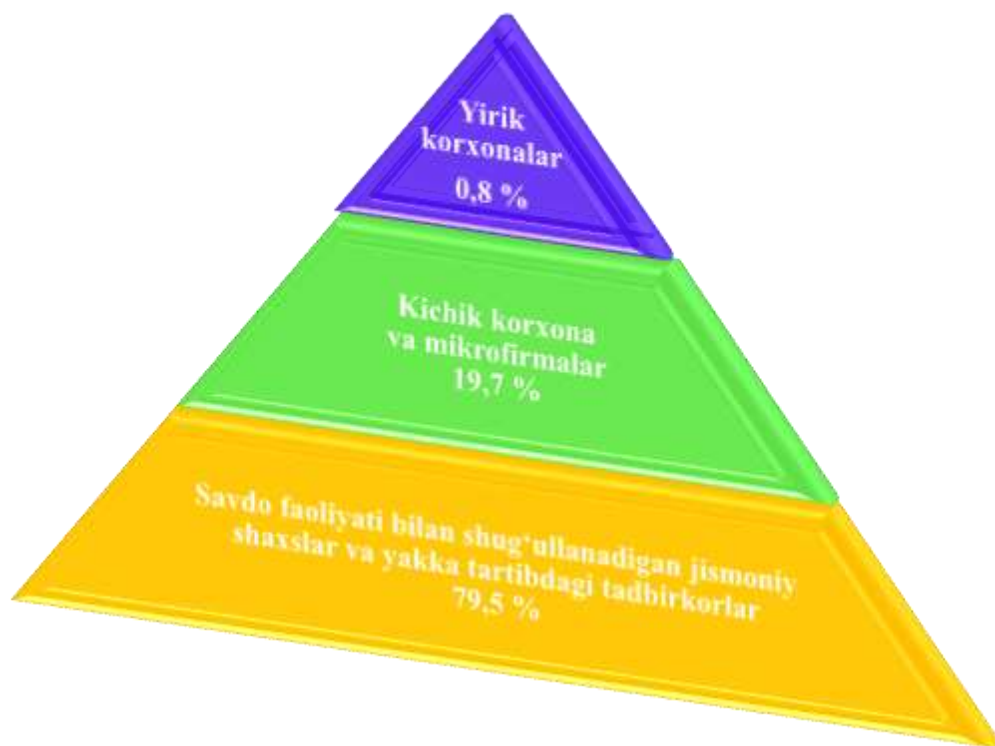 Yirik
korxonalar
0,8 %
Kichik korxona
va mikrofirmalar
19,7 %
Savdo faoliyati bilan shug‘ullanadigan jismoniy
shaxslar va yakka tartibdagi tadbirkorlar
79,5 %